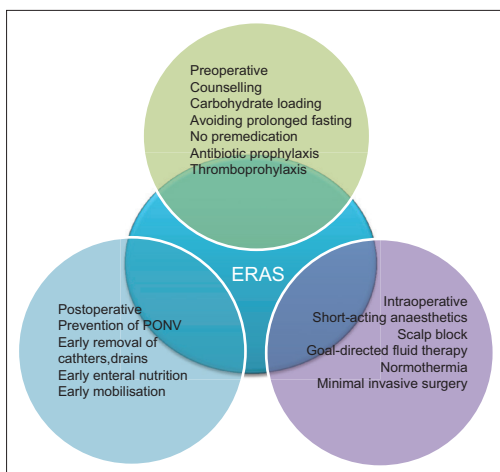 Preoperative
Counselling
Carbohydrate loading
Avoiding prolonged fasting
No premedication
Antibiotic prophylaxis
Thromboprohylaxis
ERAS
Postoperative
Prevention of PONV
Early removal of
cathters,drains
Early enteral nutrition
Early mobilisation
Intraoperative
Short-acting anaesthetics
Scalp block
Goal-directed fluid therapy
Normothermia
Minimal invasive surgery